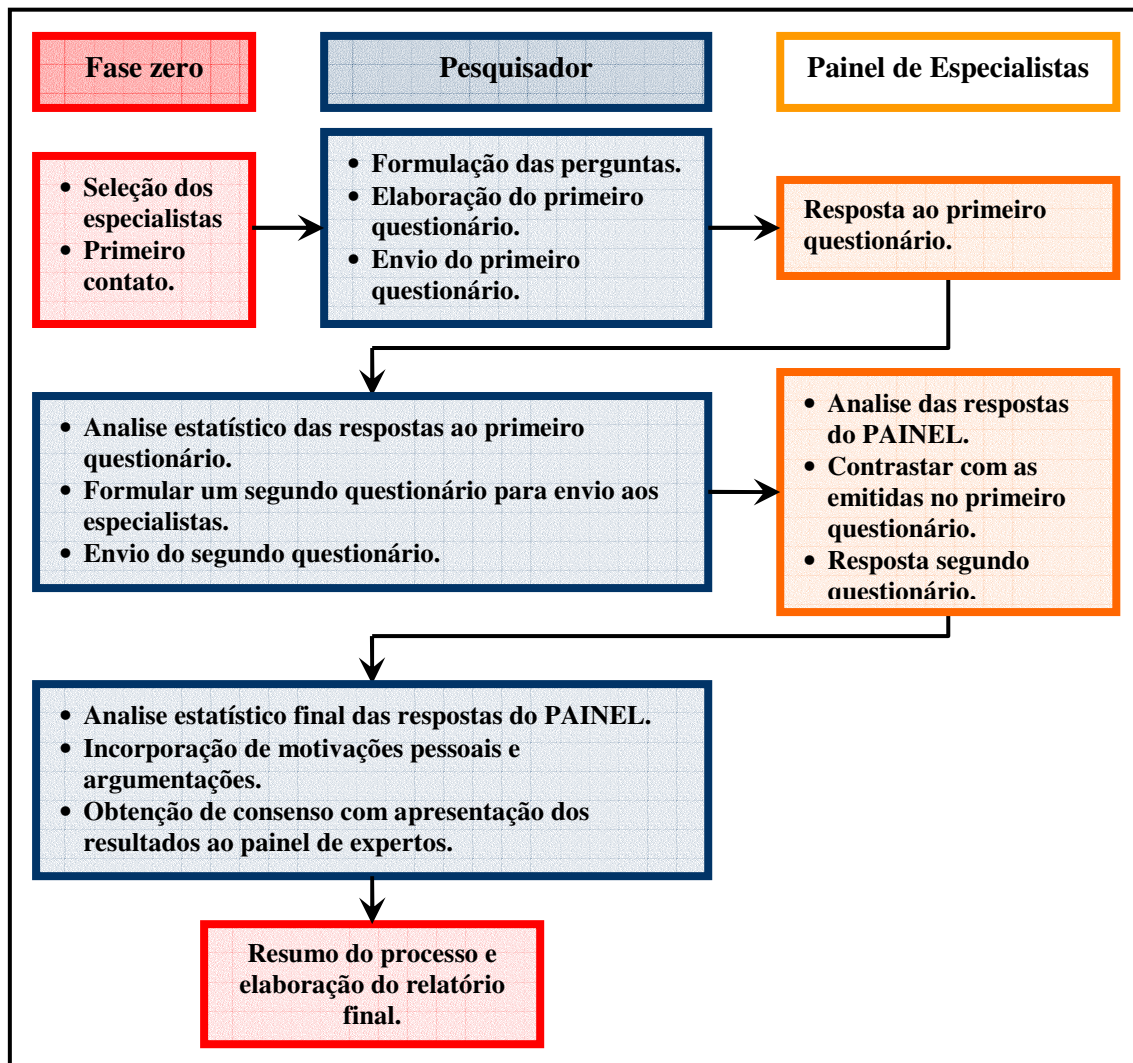 Fase zero
Pesquisador
Painel de Especialistas
• Seleção dos
especialistas
• Primeiro
contato.
• Formulação das perguntas.
• Elaboração do primeiro
questionário.
• Envio do primeiro
questionário.
Resposta ao primeiro
questionário.
• Analise estatístico das respostas ao primeiro
questionário.
• Formular um segundo questionário para envio aos
especialistas.
• Envio do segundo questionário.
• Analise das respostas
do PAINEL.
• Contrastar com as
emitidas no primeiro
questionário.
• Resposta segundo
questionário.
• Analise estatístico final das respostas do PAINEL.
• Incorporação de motivações pessoais e
argumentações.
• Obtenção de consenso com apresentação dos
resultados ao painel de expertos.
Resumo do processo e
elaboração do relatório
final.